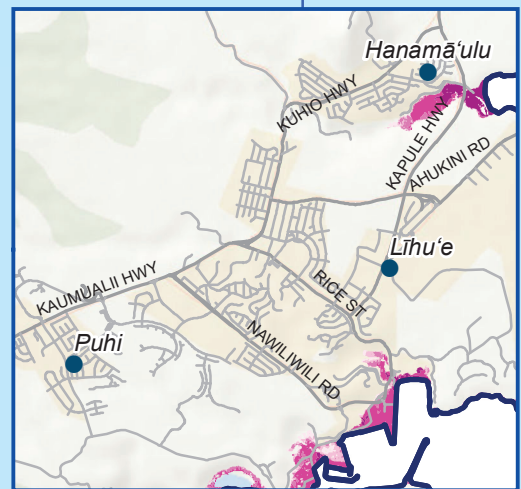 Hanamāʻulu
KUHIO HWY
KAPULE HWY
AHUKINI RD
Līhuʻe
KAUMUALII HWY
RICE ST
Puhi
NAWILIWILI RD